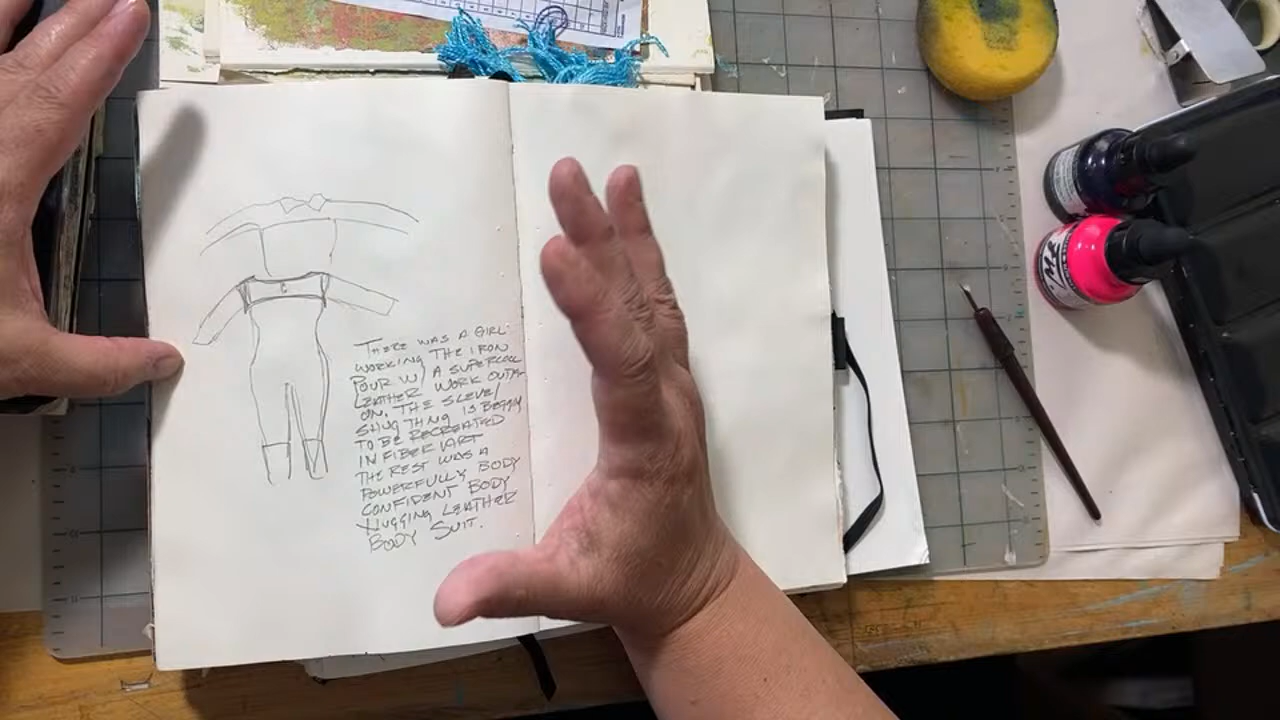 THERE WAS A GIRL
WORKING THE IRON
POUR W/ A SUPERCOOL
LEATHER WORK OUTFIT
ON. THE SLEEVE/
THING IS BEGGING
TO BE RECREATED
IN FIBER ART
THE REST WAS A
POWERFULLY BODY
CONFIDENT BODY
HUGGING LEATHER
BODY SUIT.